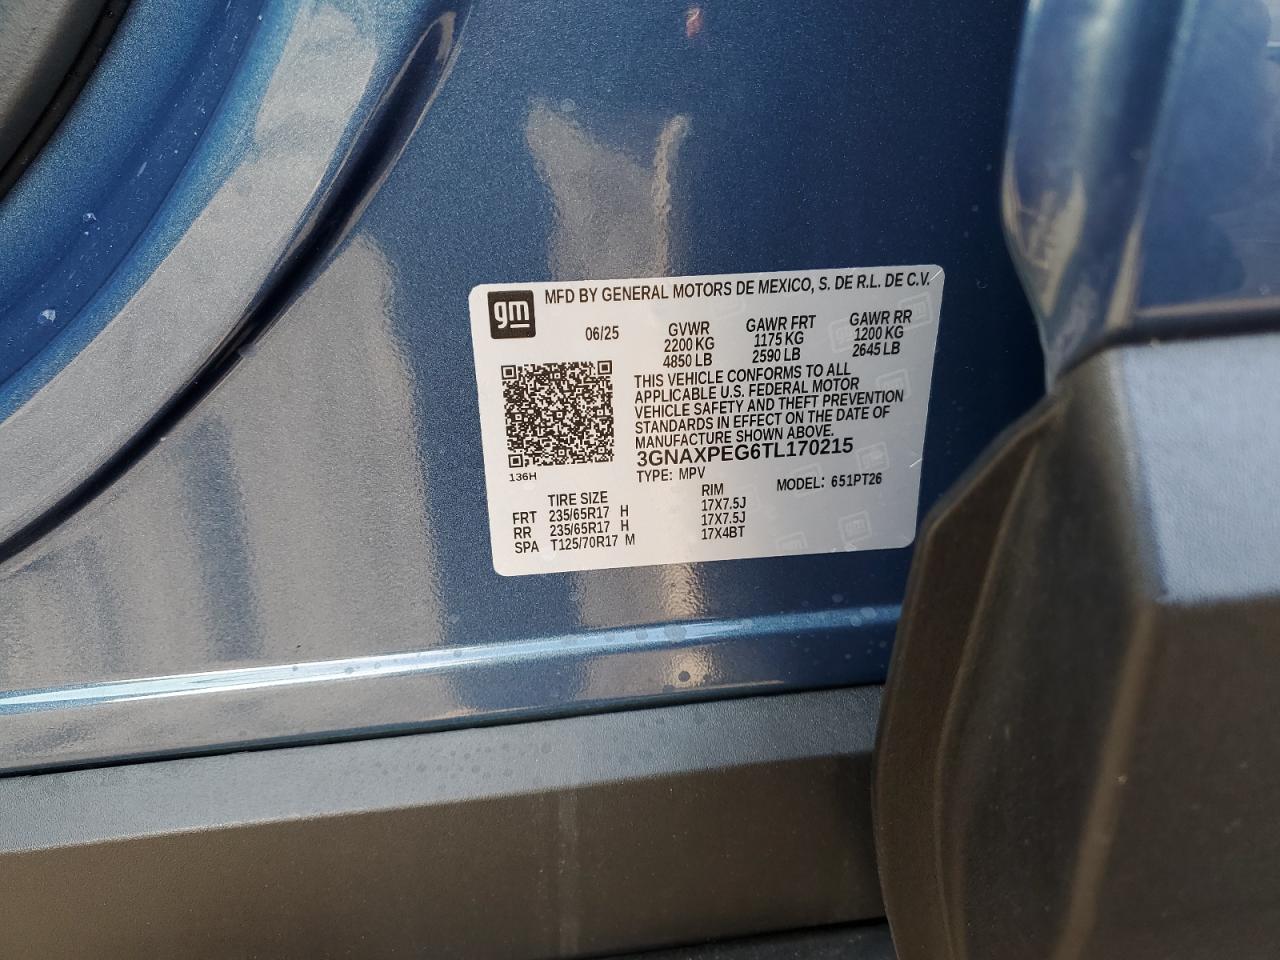 gm MFD BY GENERAL MOTORS DE MEXICO, S. DE R.L. DE C.V.
06/25 GVWR GAWR FRT GAWR RR
2200 KG 1175 KG 1200 KG
4850 LB 2590 LB 2645 LB
THIS VEHICLE CONFORMS TO ALL
APPLICABLE U.S. FEDERAL MOTOR
VEHICLE SAFETY AND THEFT PREVENTION
STANDARDS IN EFFECT ON THE DATE OF
MANUFACTURE SHOWN ABOVE.
3GNAXPEG6TL170215
136H
TYPE: MPV MODEL: 651PT26
TIRE SIZE RIM
FRT 235/65R17 H 17X7.5J
RR 235/65R17 H 17X7.5J
SPA T125/70R17 M 17X4BT